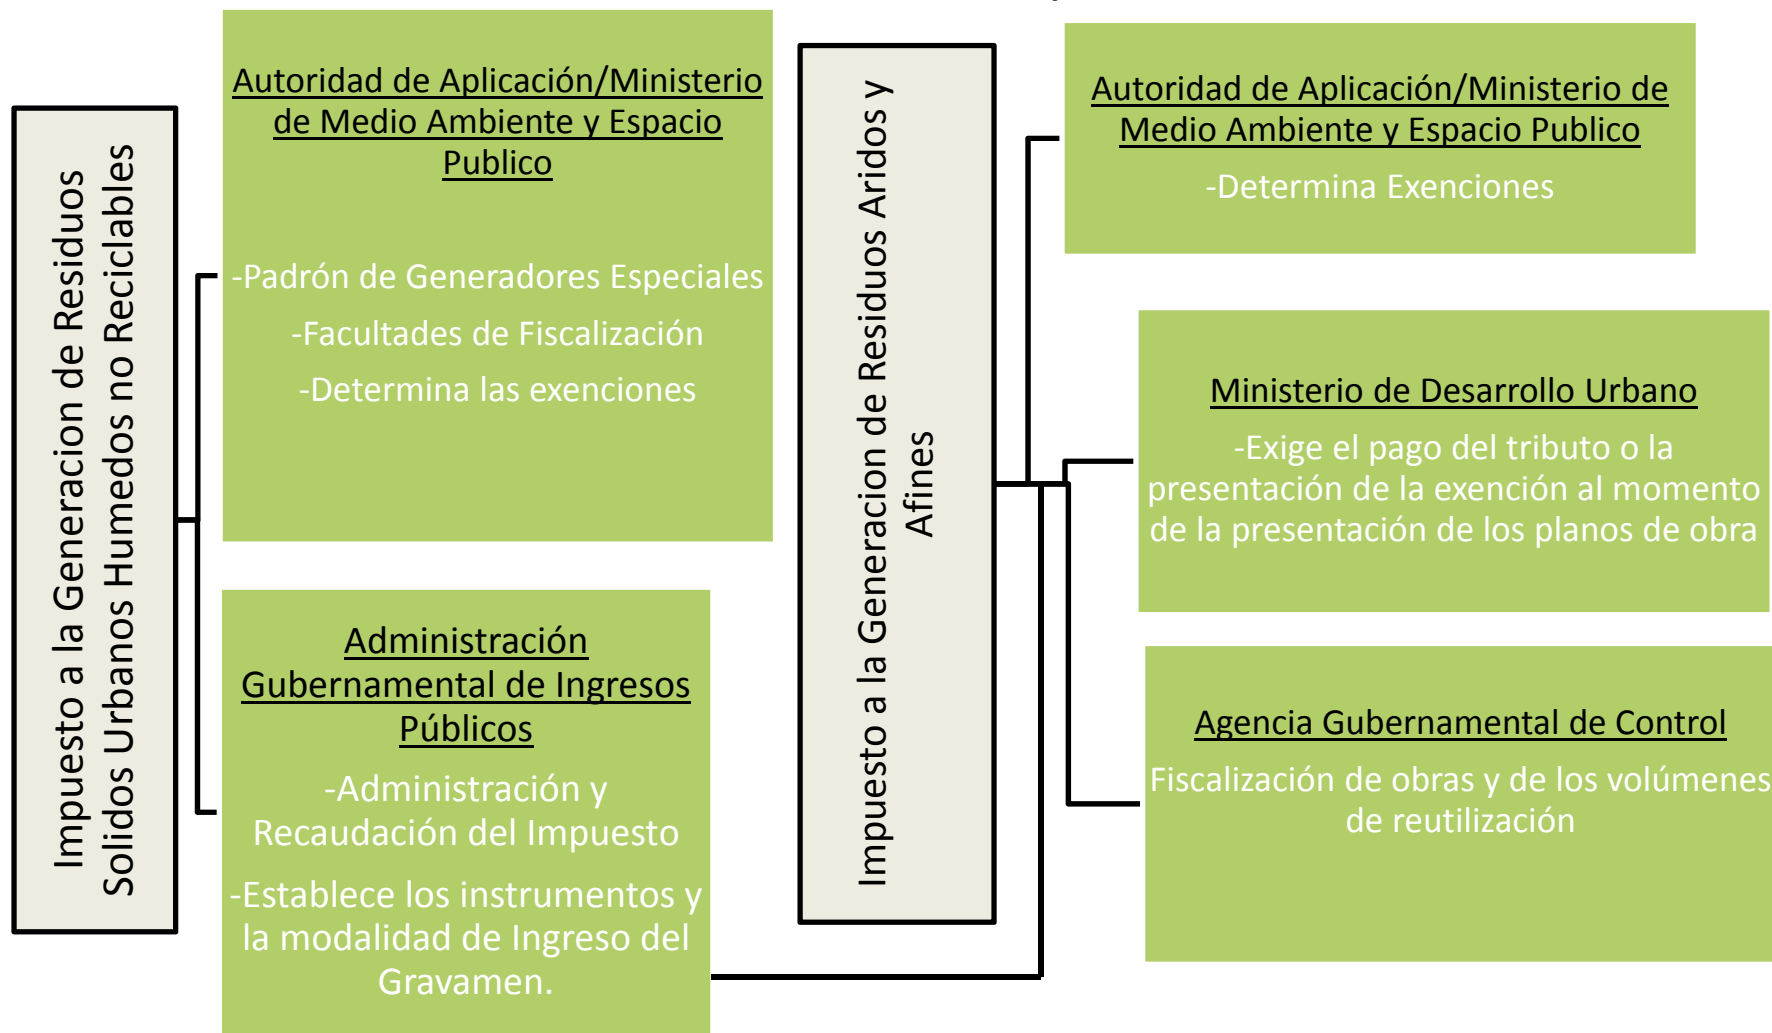 Impuesto a la Generacion de Residuos
Solidos Urbanos Humedos no Reciclables
Autoridad de Aplicación/Ministerio
de Medio Ambiente y Espacio
Publico
-Padrón de Generadores Especiales
-Facultades de Fiscalización
-Determina las exenciones
Administración
Gubernamental de Ingresos
Públicos
-Administración y
Recaudación del Impuesto
-Establece los instrumentos y
la modalidad de Ingreso del
Gravamen.
Impuesto a la Generacion de Residuos Aridos y
Afines
Autoridad de Aplicación/Ministerio de
Medio Ambiente y Espacio Publico
-Determina Exenciones
Ministerio de Desarrollo Urbano
-Exige el pago del tributo o la
presentación de la exención al momento
de la presentación de los planos de obra
Agencia Gubernamental de Control
Fiscalización de obras y de los volúmenes
de reutilización